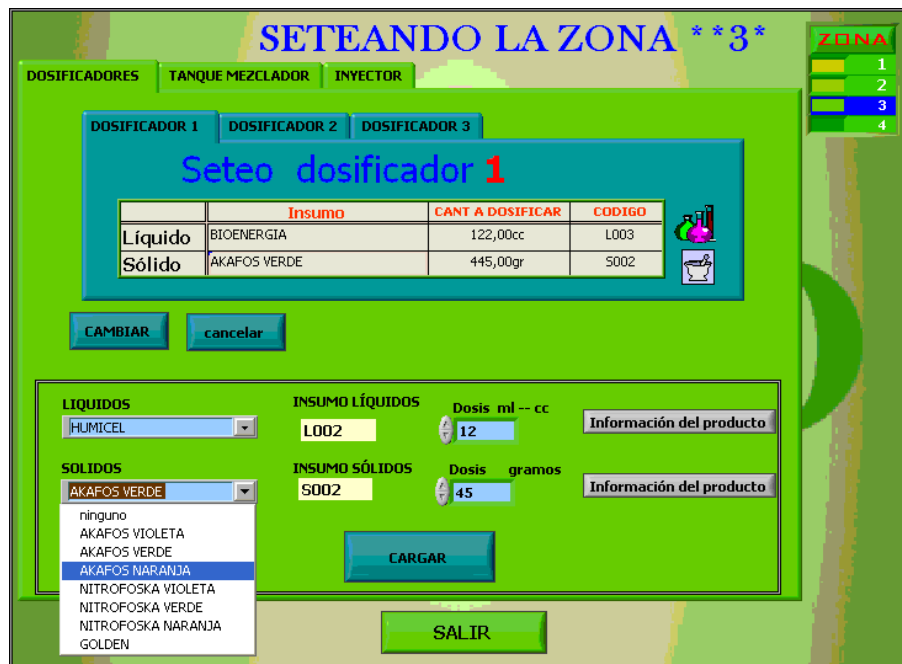 SETEANDO LA ZONA **3*
ZONA
1
2
3
4
DOSIFICADORES TANQUE MEZCLADOR INYECTOR
DOSIFICADOR 1 DOSIFICADOR 2 DOSIFICADOR 3
Seteo dosificador 1
Insumo CANT A DOSIFICAR CODIGO
Líquido BIOENERGIA 122,00cc L003
Sólido AKAFOS VERDE 445,00gr S002
CAMBIAR cancelar
LIQUIDOS INSUMO LÍQUIDOS Dosis ml -- cc
HUMICEL L002 12 Información del producto
SOLIDOS INSUMO SÓLIDOS Dosis gramos
AKAFOS VERDE S002 45 Información del producto
ninguno
AKAFOS VIOLETA
AKAFOS VERDE
AKAFOS NARANJA
NITROFOSKA VIOLETA
NITROFOSKA VERDE
NITROFOSKA NARANJA
GOLDEN
CARGAR
SALIR